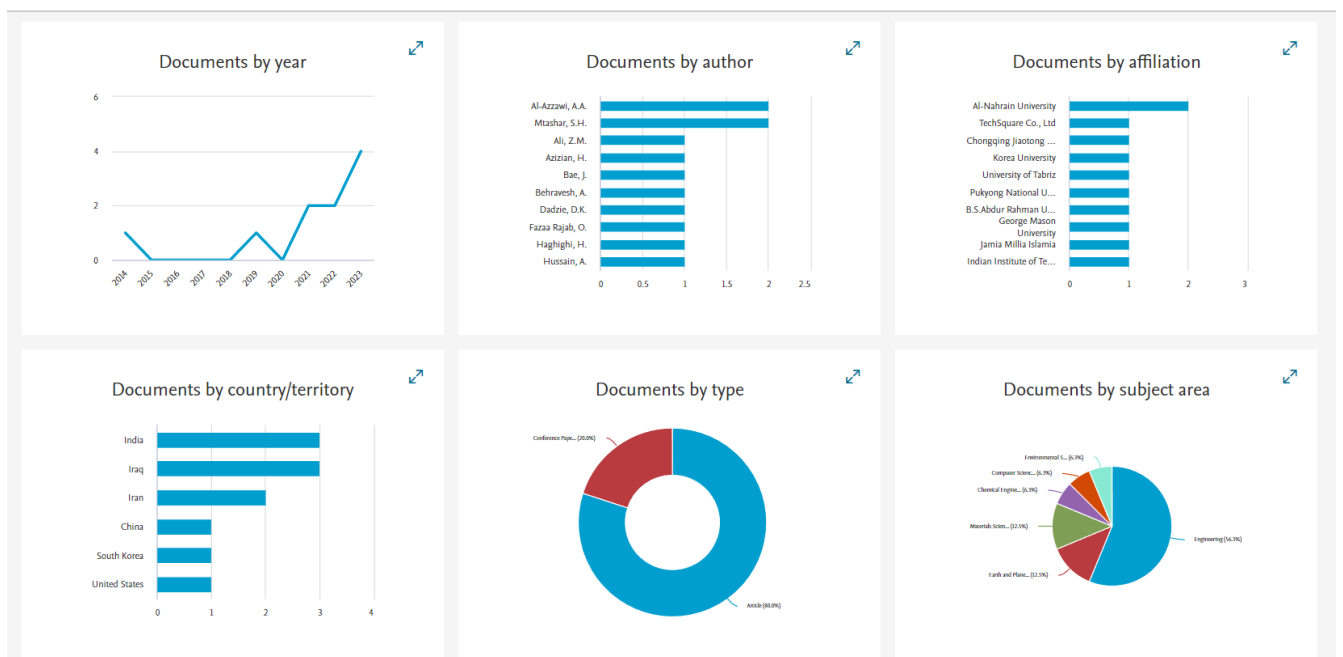 Documents by year
6
4
2
0
2014
2015
2016
2017
2018
2019
2020
2021
2022
2023
Documents by author
Al-Azzawi, A.A.
Mtashar, S.H.
Ali, Z.M.
Azizian, H.
Bae, J.
Behravesh, A.
Dadzie, D.K.
Fazaa Rajab, O.
Haghighi, H.
Hussain, A.
0 0.5 1 1.5 2 2.5
Documents by affiliation
Al-Nahrain University
TechSquare Co., Ltd
Chongqing Jiaotong ...
Korea University
University of Tabriz
Pukyong National U...
B.S.Abdur Rahman U...
George Mason
University
Jamia Millia Islamia
Indian Institute of Te...
0 1 2 3
Documents by country/territory
India
Iraq
Iran
China
South Korea
United States
0 1 2 3 4
Documents by type
Conference Pape... (20.0%)
Article (80.0%)
Documents by subject area
Environmental S... (6.3%)
Computer Scienc... (6.3%)
Chemical Engine... (6.3%)
Materials Scien... (12.5%)
Earth and Plane... (12.5%)
Engineering (56.3%)